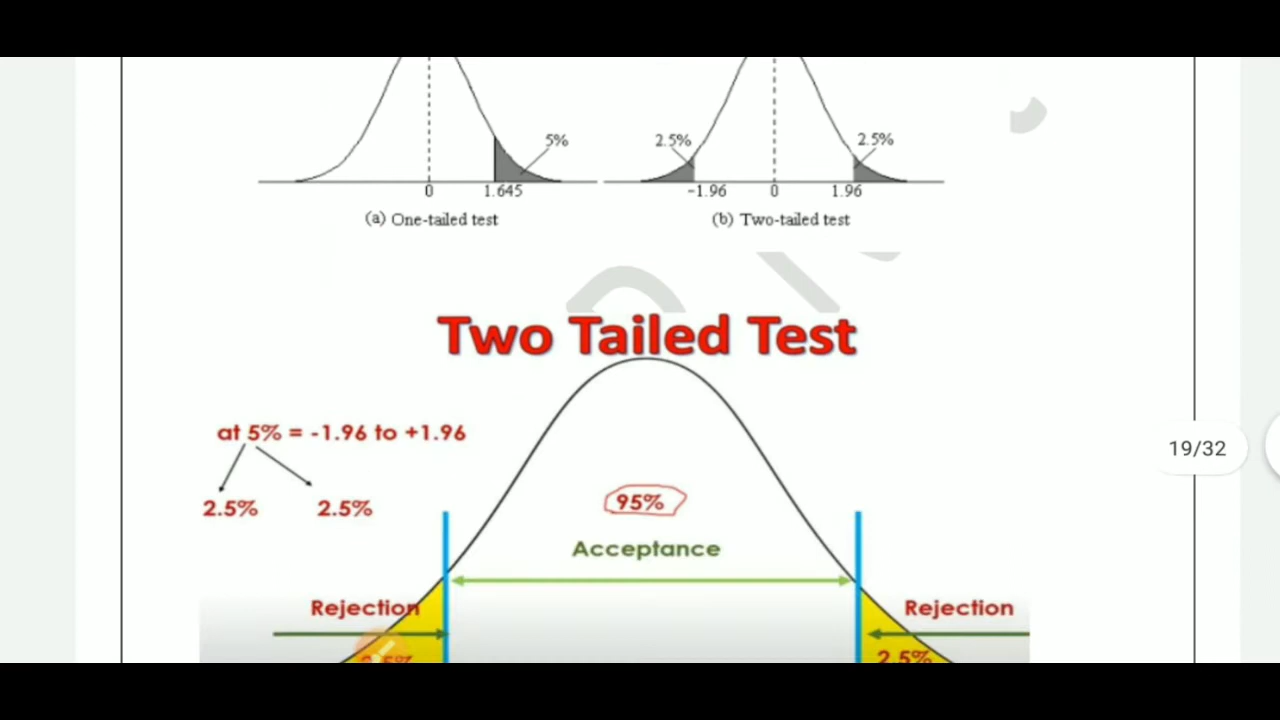 5%
2.5%
2.5%
0
1.645
-1.96
0
1.96
(a) One-tailed test
(b) Two-tailed test
Two Tailed Test
at 5% = -1.96 to +1.96
2.5%
2.5%
95%
Acceptance
19/32
Rejection
Rejection
2.5%
2.5%